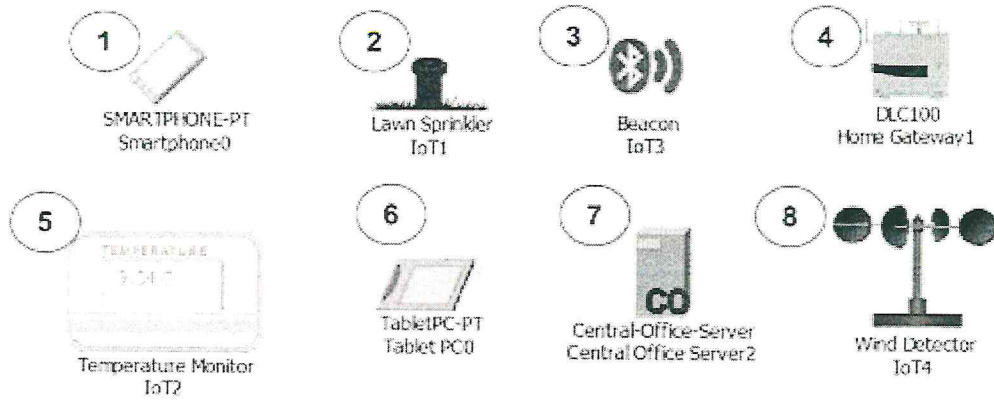 1
SMARTPHONE-PT
Smartphone0
2
Lawn Sprinkler
IoT1
3
Beacon
IoT3
4
DLC100
Home Gateway1
5
TEMPERATURE
Temperature Monitor
IoT2
6
TabletPC-PT
Tablet PC0
7
CO
Central-Office-Server
Central Office Server2
8
Wind Detector
IoT4